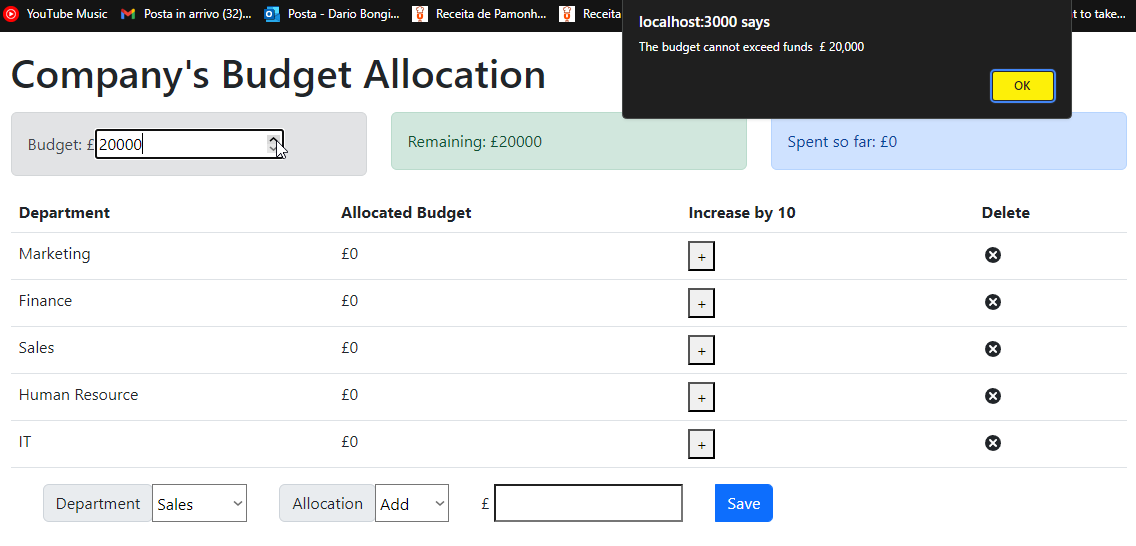 YouTube Music Posta in arrivo (32)... Posta - Dario Bongi... Receita de Pamonh... Receita t to take...
localhost:3000 says
The budget cannot exceed funds £ 20,000
OK
Company's Budget Allocation
Budget: £ 20000
Remaining: £20000
Spent so far: £0
Department Allocated Budget Increase by 10 Delete
Marketing £0 +
Finance £0 +
Sales £0 +
Human Resource £0 +
IT £0 +
Department Sales Allocation Add £ Save